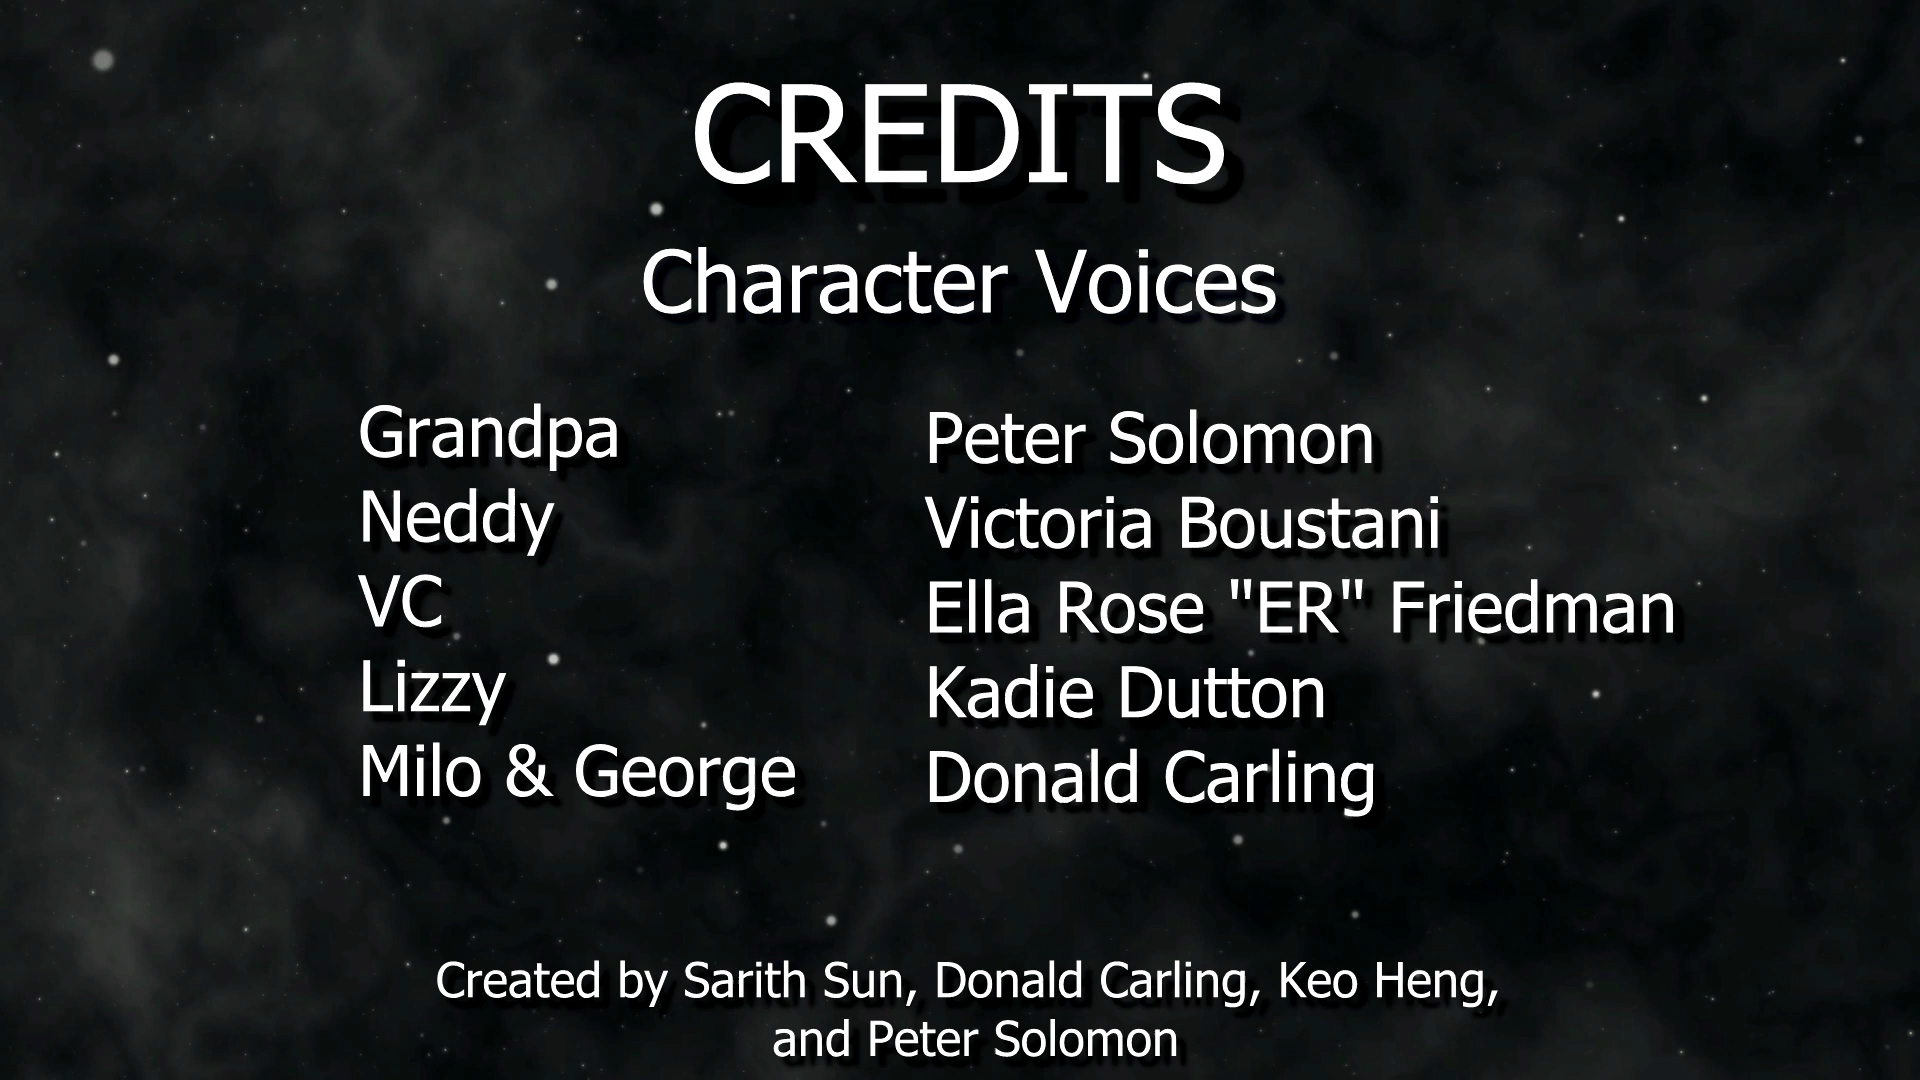 CREDITS
Character Voices
Grandpa Peter Solomon
Neddy Victoria Boustani
VC Ella Rose "ER" Friedman
Lizzy Kadie Dutton
Milo & George Donald Carling
Created by Sarith Sun, Donald Carling, Keo Heng,
and Peter Solomon